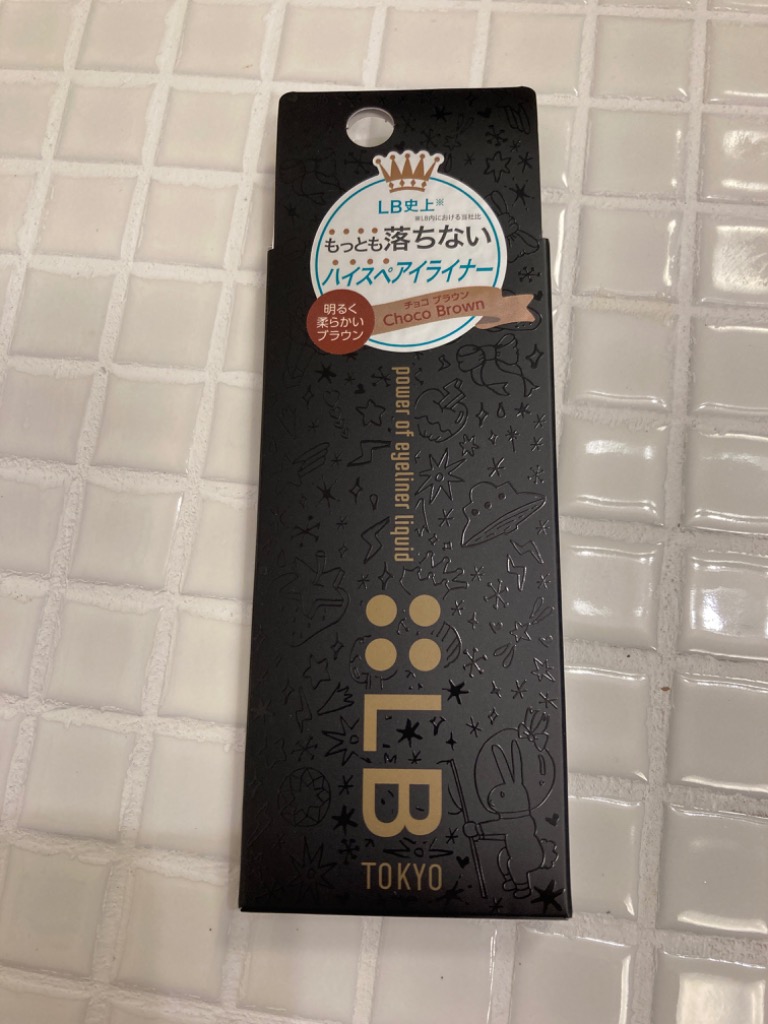 LB史上※
※LB内における当社比
もっとも落ちない
ハイスペアイライナー
チョコ ブラウン
Choco Brown
明るく
柔らかい
ブラウン
power of eyeliner liquid
LB
TOKYO